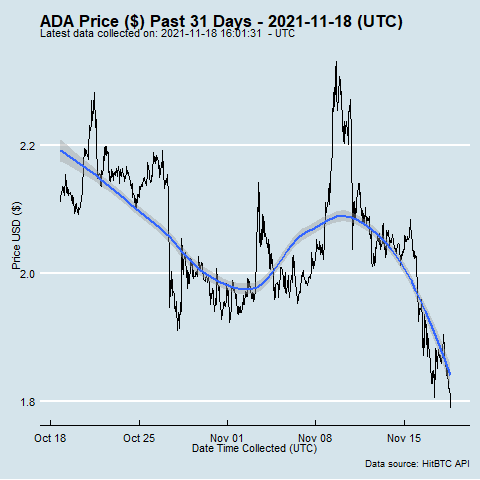 ADA Price ($) Past 31 Days - 2021-11-18 (UTC)
Latest data collected on: 2021-11-18 16:01:31  - UTC
2.2
2.0
1.8
Price USD ($)
Oct 18
Oct 25
Nov 01
Nov 08
Nov 15
Date Time Collected (UTC)
Data source: HitBTC API